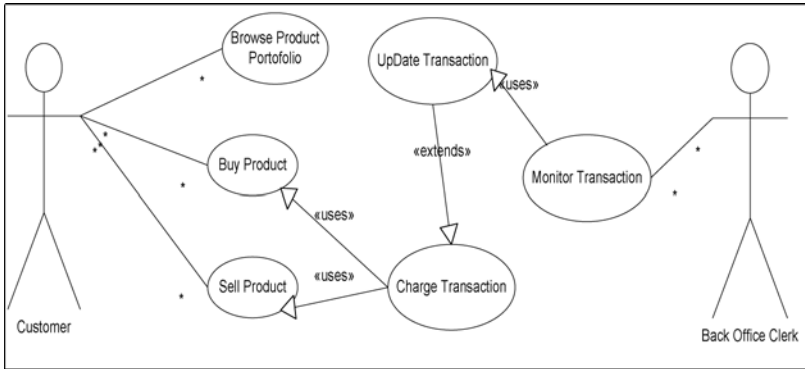 Browse Product
Portofolio
UpDate Transaction
«uses»
*
«extends»
*
* *
*
Buy Product
Monitor Transaction
*
*
*
«uses»
«uses»
Sell Product
Charge Transaction
*
Customer
Back Office Clerk